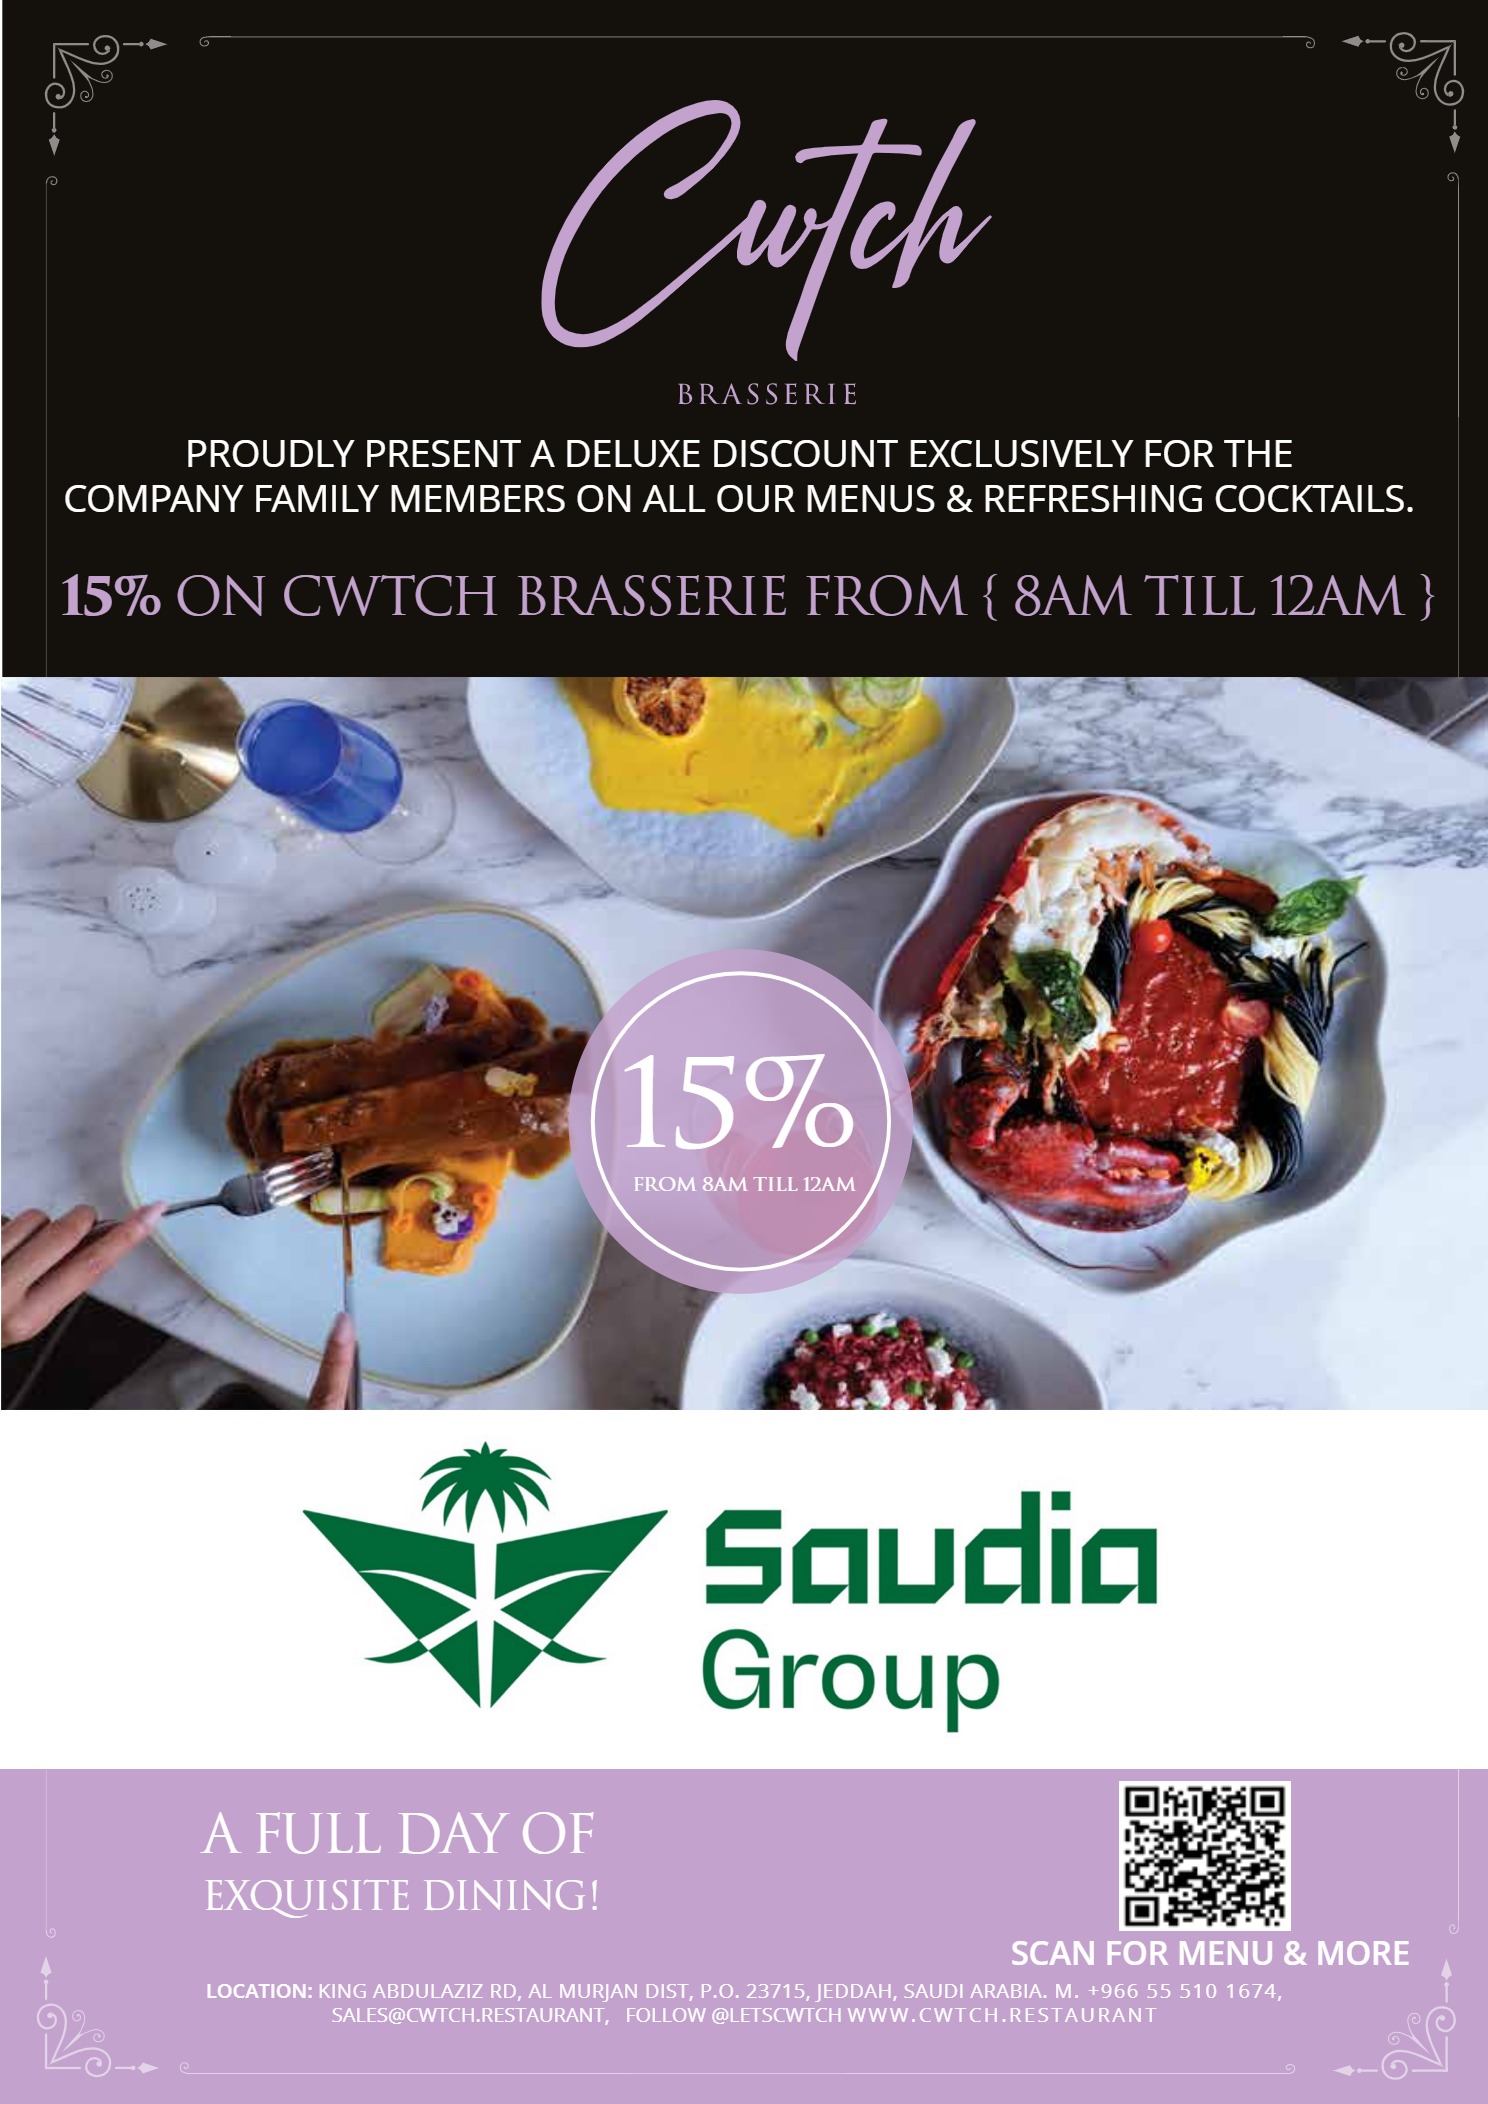 Cwtch
BRASSERIE
PROUDLY PRESENT A DELUXE DISCOUNT EXCLUSIVELY FOR THE
COMPANY FAMILY MEMBERS ON ALL OUR MENUS & REFRESHING COCKTAILS.
15% ON CWTCH BRASSERIE FROM { 8AM TILL 12AM }
15%
FROM 8AM TILL 12AM
Saudia
Group
A FULL DAY OF
EXQUISITE DINING!
SCAN FOR MENU & MORE
LOCATION: KING ABDULAZIZ RD, AL MURJAN DIST, P.O. 23715, JEDDAH, SAUDI ARABIA. M. +966 55 510 1674,
SALES@CWTCH.RESTAURANT, FOLLOW @LETSCWTCH WWW.CWTCH.RESTAURANT